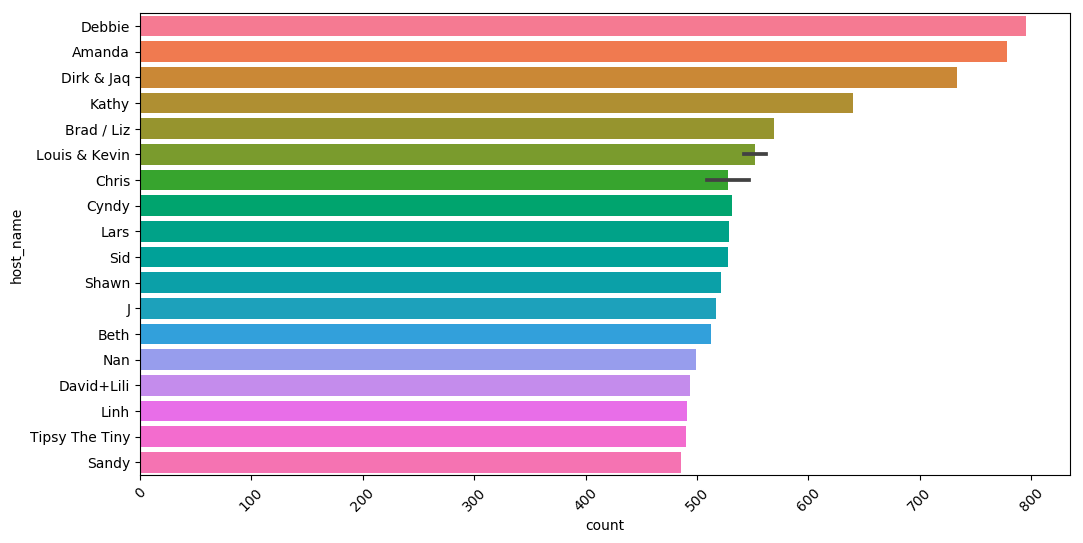 Debbie
Amanda
Dirk & Jaq
Kathy
Brad / Liz
Louis & Kevin
Chris
Cyndy
Lars
Sid
Shawn
J
Beth
Nan
David+Lili
Linh
Tipsy The Tiny
Sandy
host_name
0 100 200 300 400 500 600 700 800
count